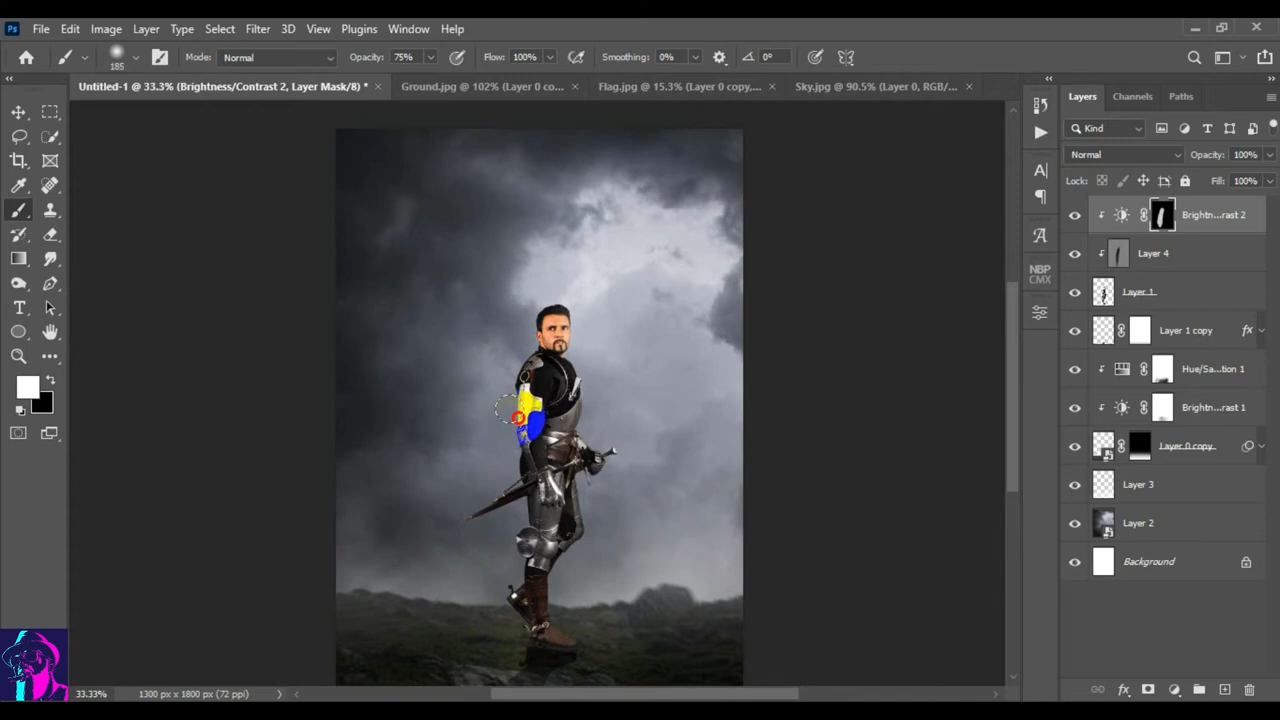 Ps File Edit Image Layer Type Select Filter 3D View Plugins Window Help
185 Mode: Normal Opacity: 75% Flow: 100% Smoothing: 0% 0°
Untitled-1 @ 33.3% (Brightness/Contrast 2, Layer Mask/8) * × Ground.jpg @ 102% (Layer 0 co... × Flag.jpg @ 15.3% (Layer 0 copy,... × Sky.jpg @ 90.5% (Layer 0, RGB/... ×
Layers Channels Paths
Kind
Normal Opacity: 100%
Lock: Fill: 100%
Brightn...rast 2
Layer 4
Layer 1
Layer 1 copy fx
Hue/Sa...tion 1
Brightn...rast 1
Layer 0 copy
Layer 3
Layer 2
Background
NBP
CMX
33.33% 1300 px x 1800 px (72 ppi)
fx